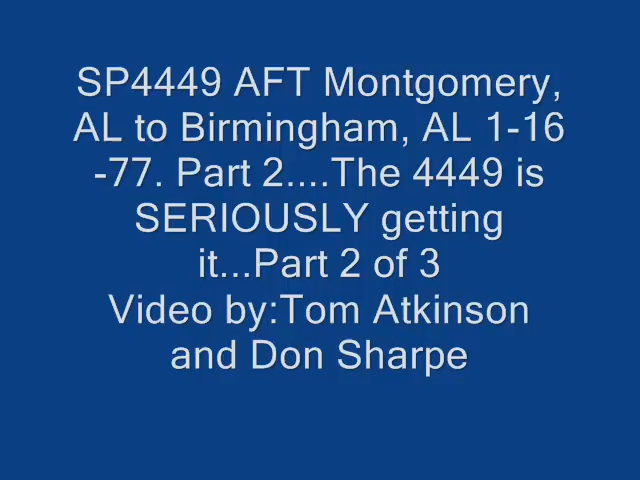 SP4449 AFT Montgomery,
AL to Birmingham, AL 1-16
-77. Part 2....The 4449 is
SERIOUSLY getting
it...Part 2 of 3
Video by:Tom Atkinson
and Don Sharpe